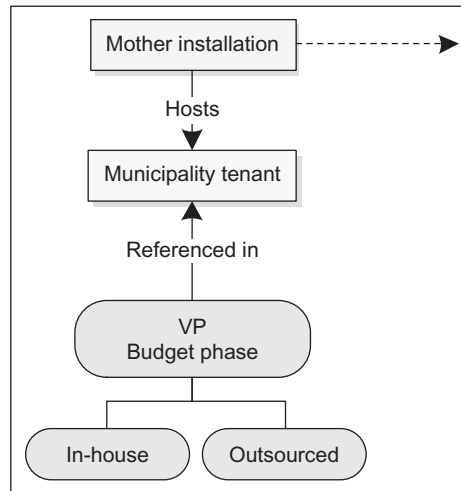 Mother installation
Hosts
Municipality tenant
Referenced in
VP
Budget phase
In-house
Outsourced